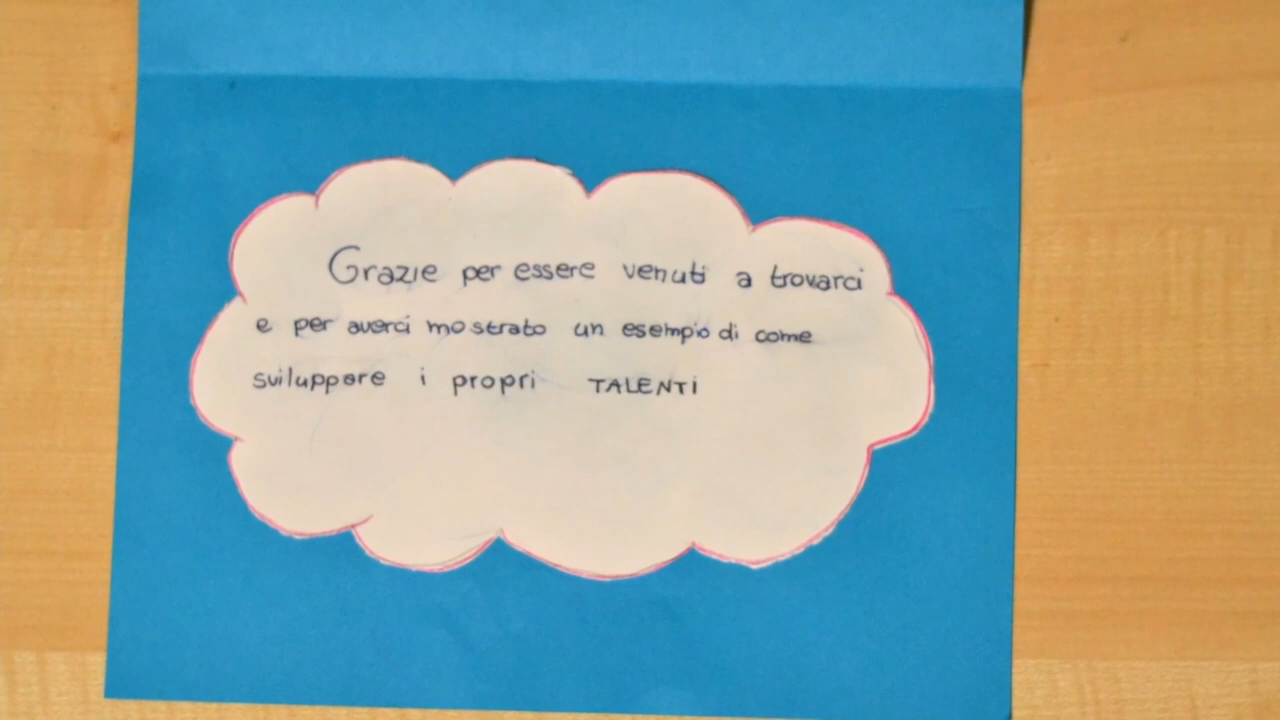 Grazie per essere venuti a trovarci
e per averci mostrato un esempio di come
sviluppare i propri TALENTi